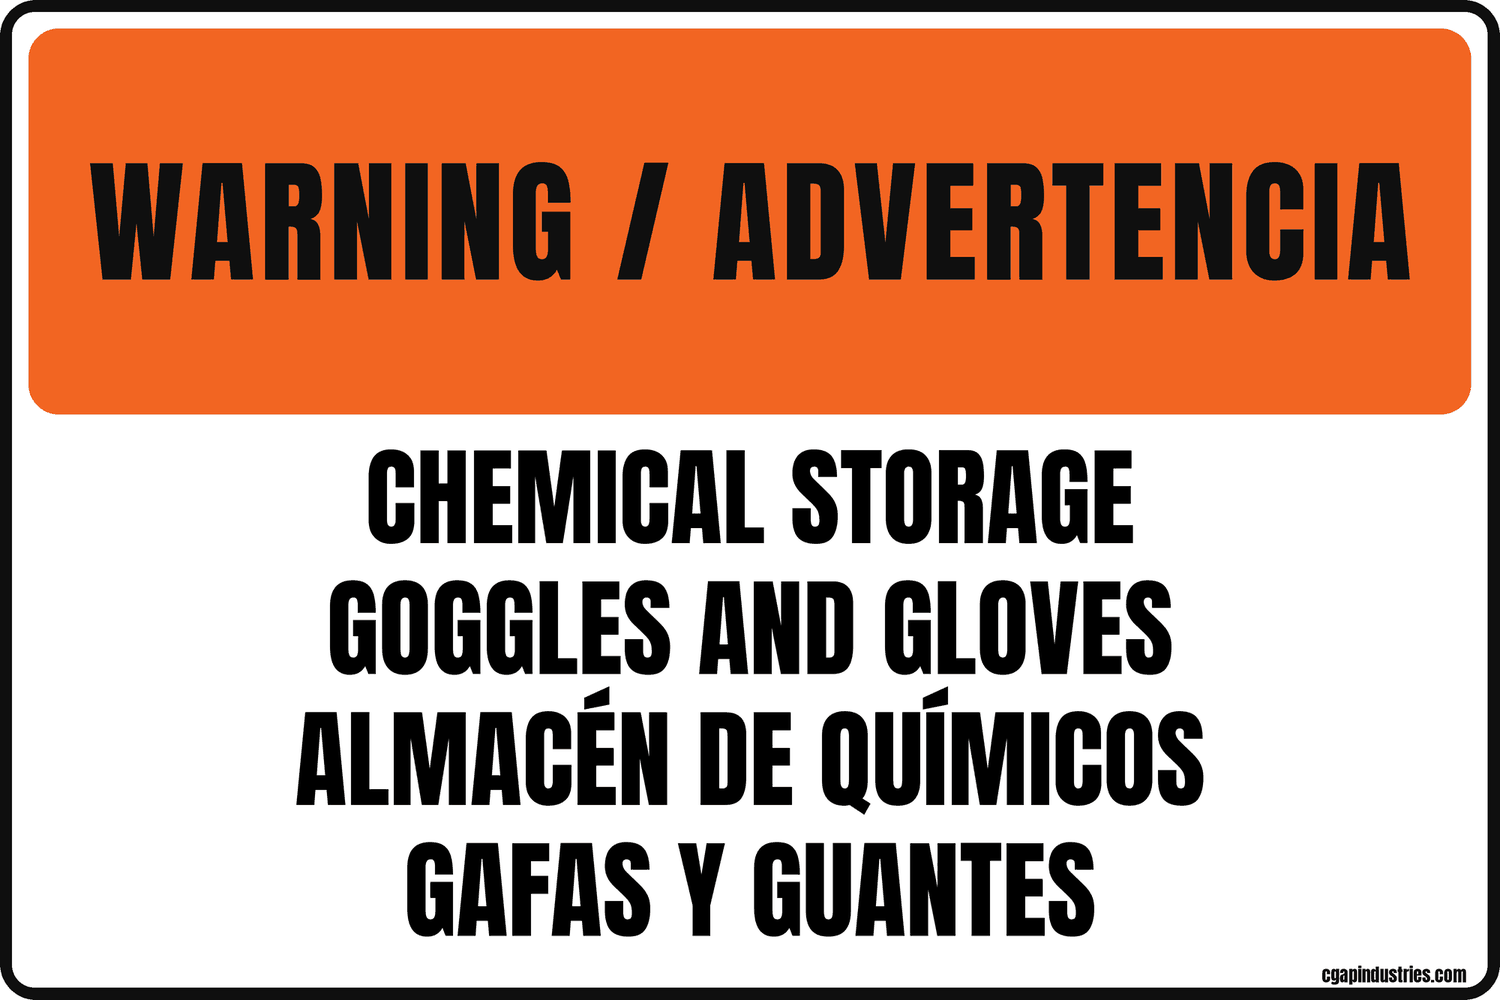 WARNING / ADVERTENCIA
CHEMICAL STORAGE
GOGGLES AND GLOVES
ALMACÉN DE QUÍMICOS
GAFAS Y GUANTES
cgapindustries.com